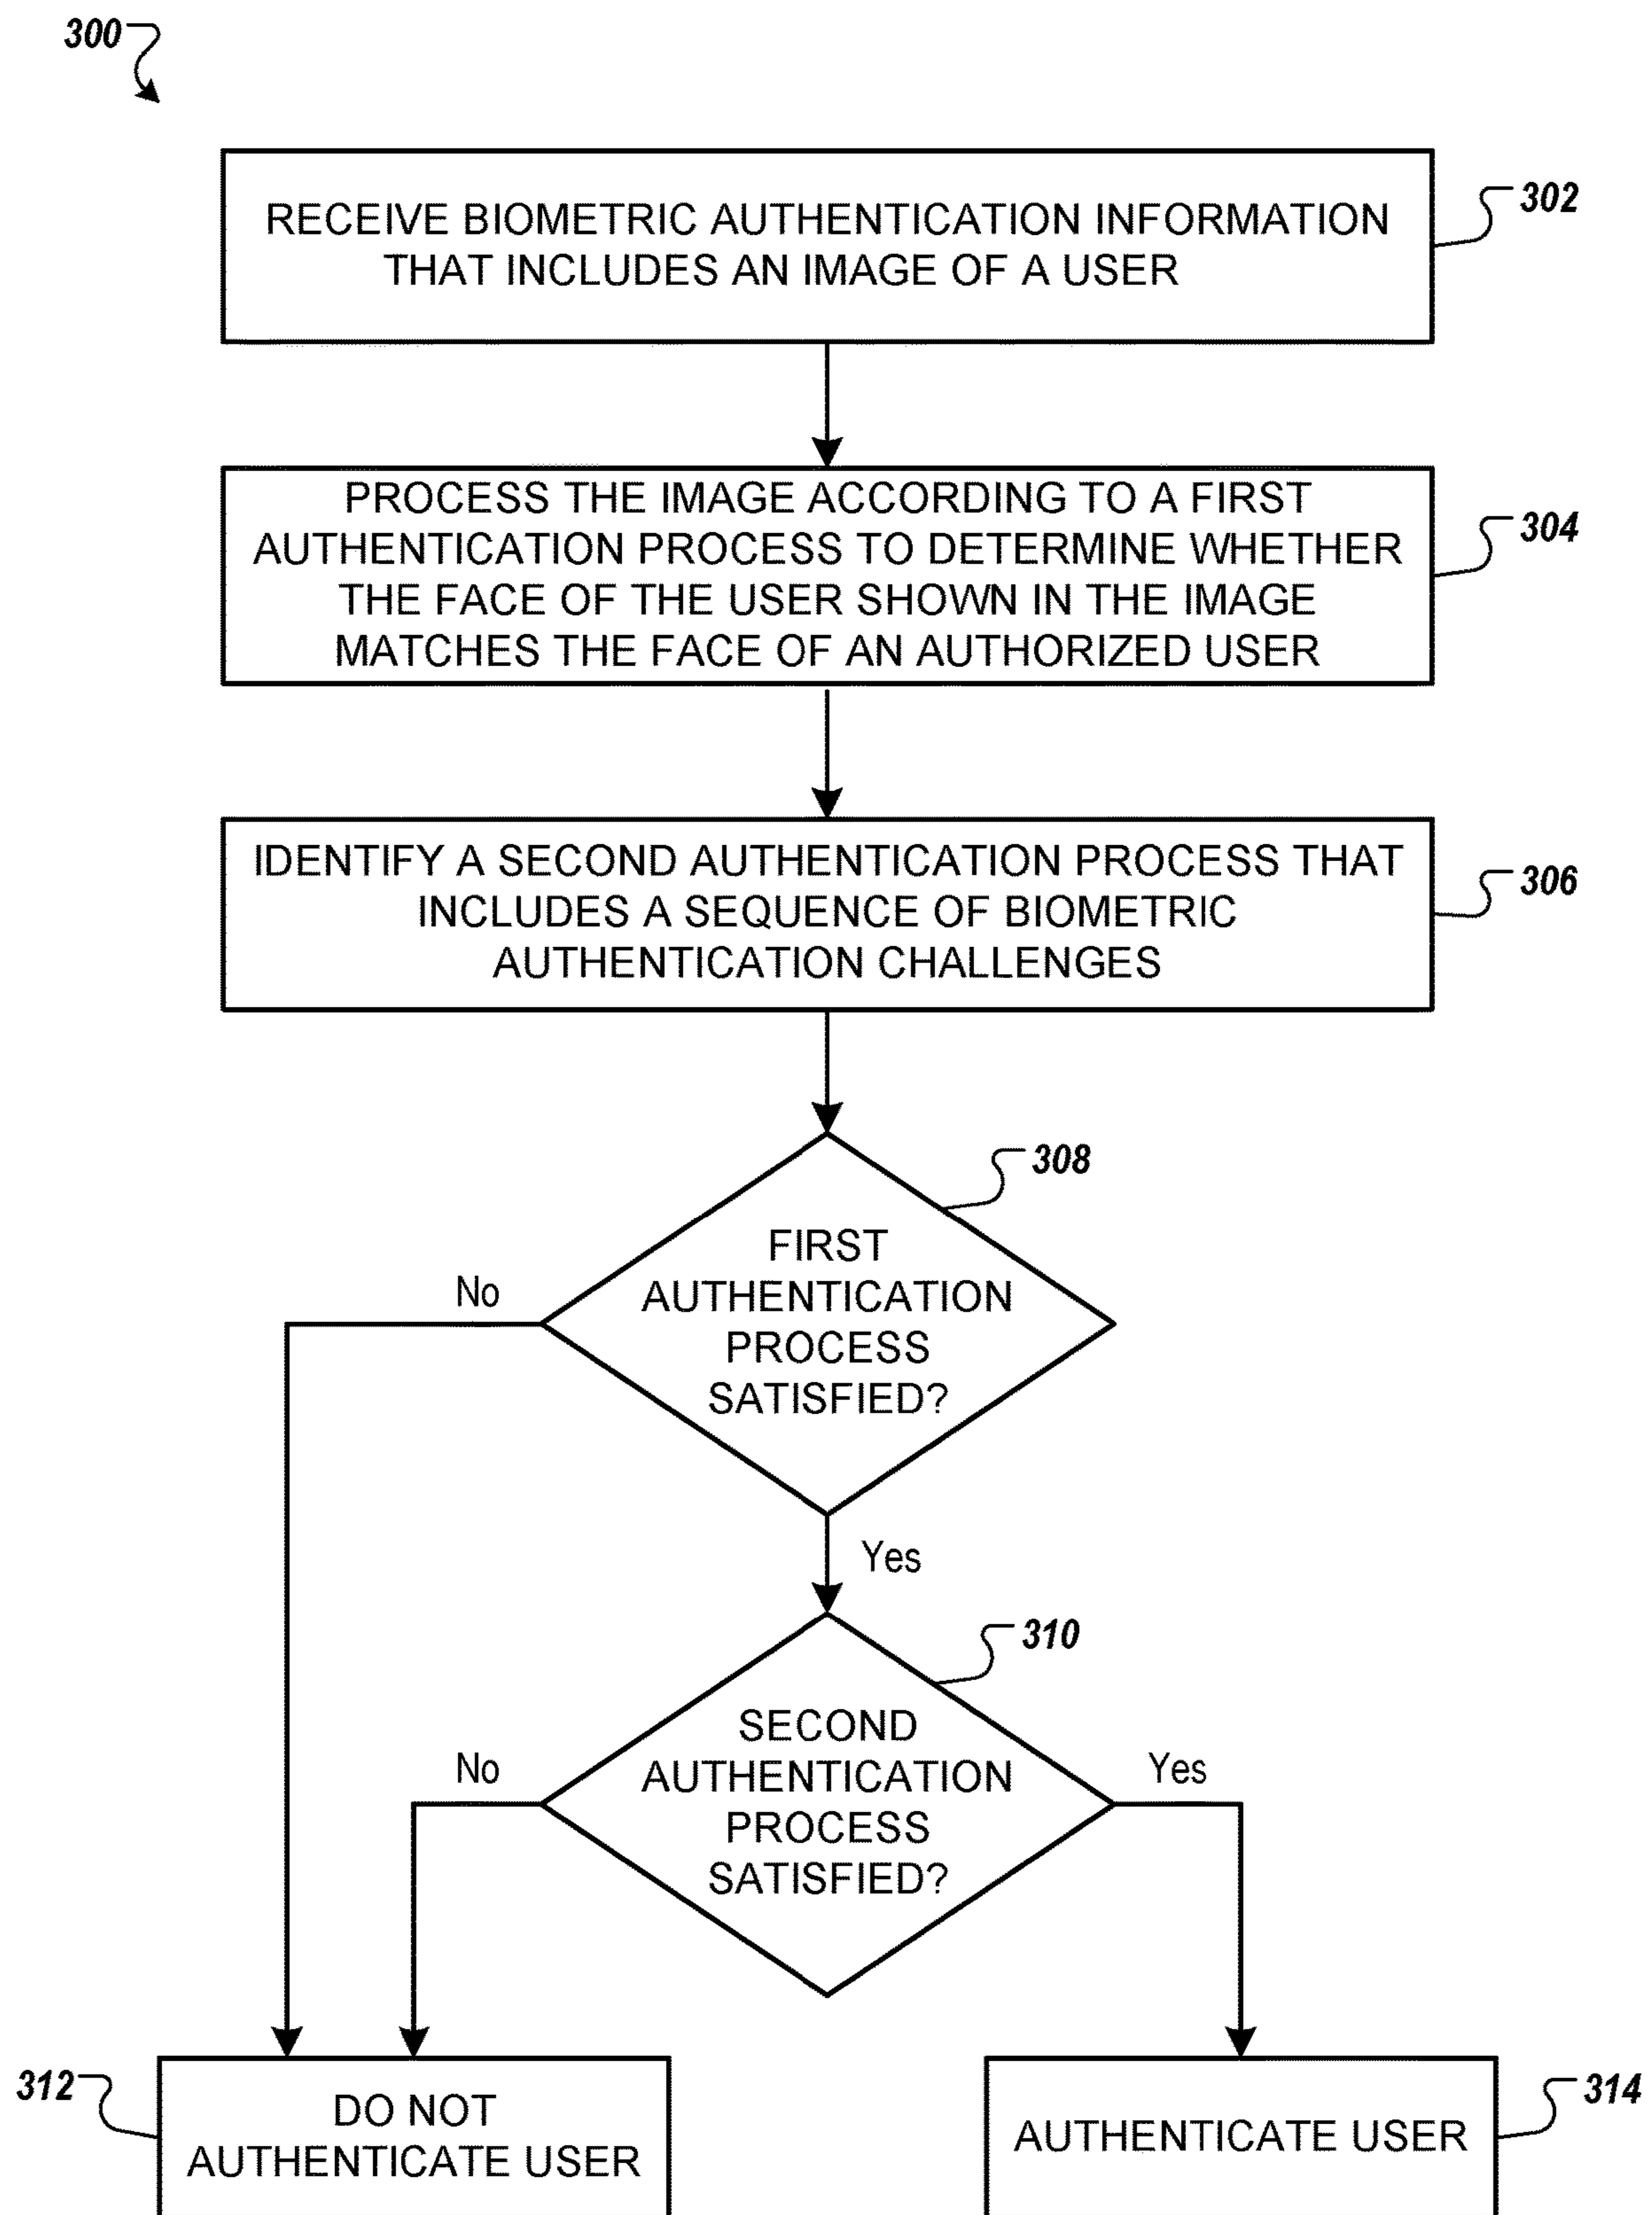 300
RECEIVE BIOMETRIC AUTHENTICATION INFORMATION
THAT INCLUDES AN IMAGE OF A USER
302
PROCESS THE IMAGE ACCORDING TO A FIRST
AUTHENTICATION PROCESS TO DETERMINE WHETHER
THE FACE OF THE USER SHOWN IN THE IMAGE
MATCHES THE FACE OF AN AUTHORIZED USER
304
IDENTIFY A SECOND AUTHENTICATION PROCESS THAT
INCLUDES A SEQUENCE OF BIOMETRIC
AUTHENTICATION CHALLENGES
306
308
FIRST
AUTHENTICATION
PROCESS
SATISFIED?
No
Yes
310
SECOND
AUTHENTICATION
PROCESS
SATISFIED?
No
Yes
312
DO NOT
AUTHENTICATE USER
AUTHENTICATE USER
314